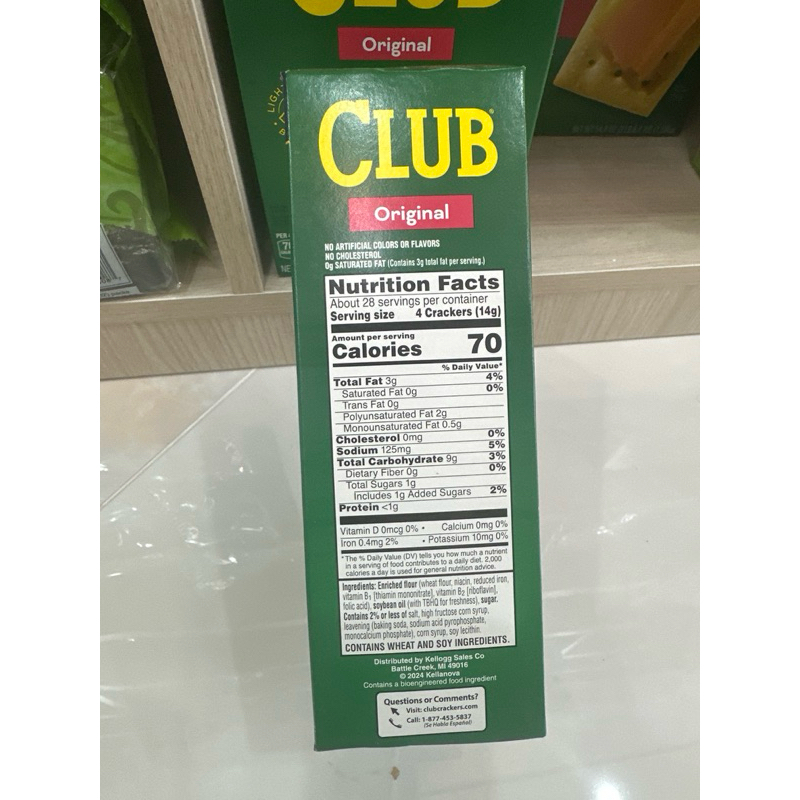 CLUB
Original
LIGH
CLUB®
Original
NO ARTIFICIAL COLORS OR FLAVORS
NO CHOLESTEROL
0g SATURATED FAT (Contains 3g total fat per serving.)
Nutrition Facts
About 28 servings per container
Serving size 4 Crackers (14g)
Amount per serving
Calories 70
% Daily Value*
Total Fat 3g 4%
Saturated Fat 0g 0%
Trans Fat 0g
Polyunsaturated Fat 2g
Monounsaturated Fat 0.5g
Cholesterol 0mg 0%
Sodium 125mg 5%
Total Carbohydrate 9g 3%
Dietary Fiber 0g 0%
Total Sugars 1g
Includes 1g Added Sugars 2%
Protein <1g
Vitamin D 0mcg 0% • Calcium 0mg 0%
Iron 0.4mg 2% • Potassium 10mg 0%
*The % Daily Value (DV) tells you how much a nutrient
in a serving of food contributes to a daily diet. 2,000
calories a day is used for general nutrition advice.
Ingredients: Enriched flour (wheat flour, niacin, reduced iron,
vitamin B1 [thiamin mononitrate], vitamin B2 [riboflavin],
folic acid), soybean oil (with TBHQ for freshness), sugar.
Contains 2% or less of salt, high fructose corn syrup,
leavening (baking soda, sodium acid pyrophosphate,
monocalcium phosphate), corn syrup, soy lecithin.
CONTAINS WHEAT AND SOY INGREDIENTS.
Distributed by Kellogg Sales Co
Battle Creek, MI 49016
© 2024 Kellanova
Contains a bioengineered food ingredient
Questions or Comments?
Visit: clubcrackers.com
Call: 1-877-453-5837
(Se Habla Español)